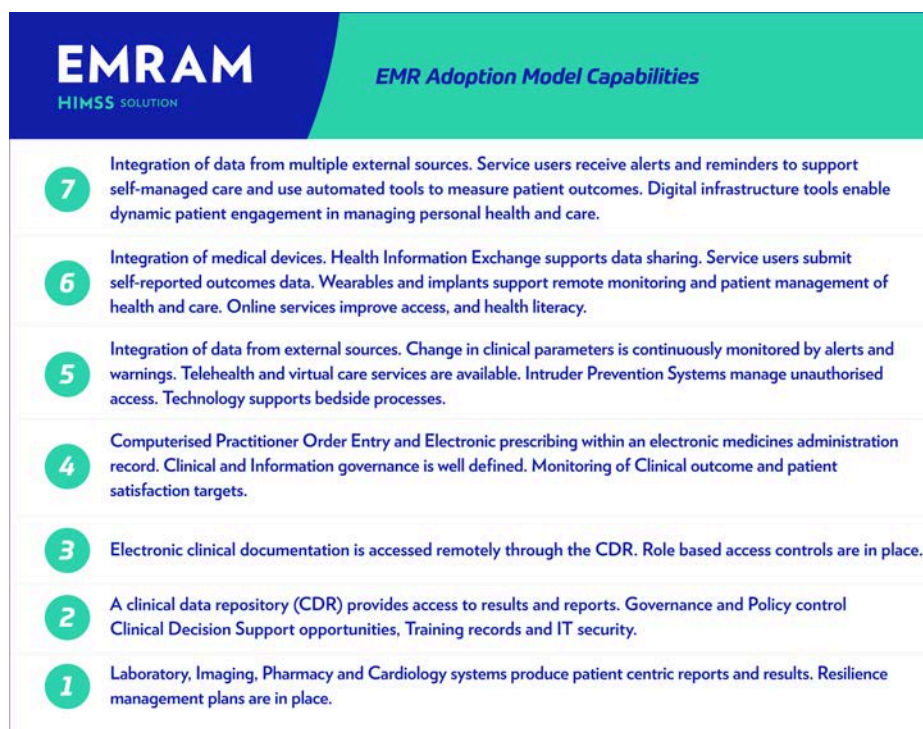 EMRAM
HIMSS SOLUTION
EMR Adoption Model Capabilities
7
Integration of data from multiple external sources. Service users receive alerts and reminders to support
self-managed care and use automated tools to measure patient outcomes. Digital infrastructure tools enable
dynamic patient engagement in managing personal health and care.
6
Integration of medical devices. Health Information Exchange supports data sharing. Service users submit
self-reported outcomes data. Wearables and implants support remote monitoring and patient management of
health and care. Online services improve access, and health literacy.
5
Integration of data from external sources. Change in clinical parameters is continuously monitored by alerts and
warnings. Telehealth and virtual care services are available. Intruder Prevention Systems manage unauthorised
access. Technology supports bedside processes.
4
Computerised Practitioner Order Entry and Electronic prescribing within an electronic medicines administration
record. Clinical and Information governance is well defined. Monitoring of Clinical outcome and patient
satisfaction targets.
3
Electronic clinical documentation is accessed remotely through the CDR. Role based access controls are in place.
2
A clinical data repository (CDR) provides access to results and reports. Governance and Policy control
Clinical Decision Support opportunities, Training records and IT security.
1
Laboratory, Imaging, Pharmacy and Cardiology systems produce patient centric reports and results. Resilience
management plans are in place.